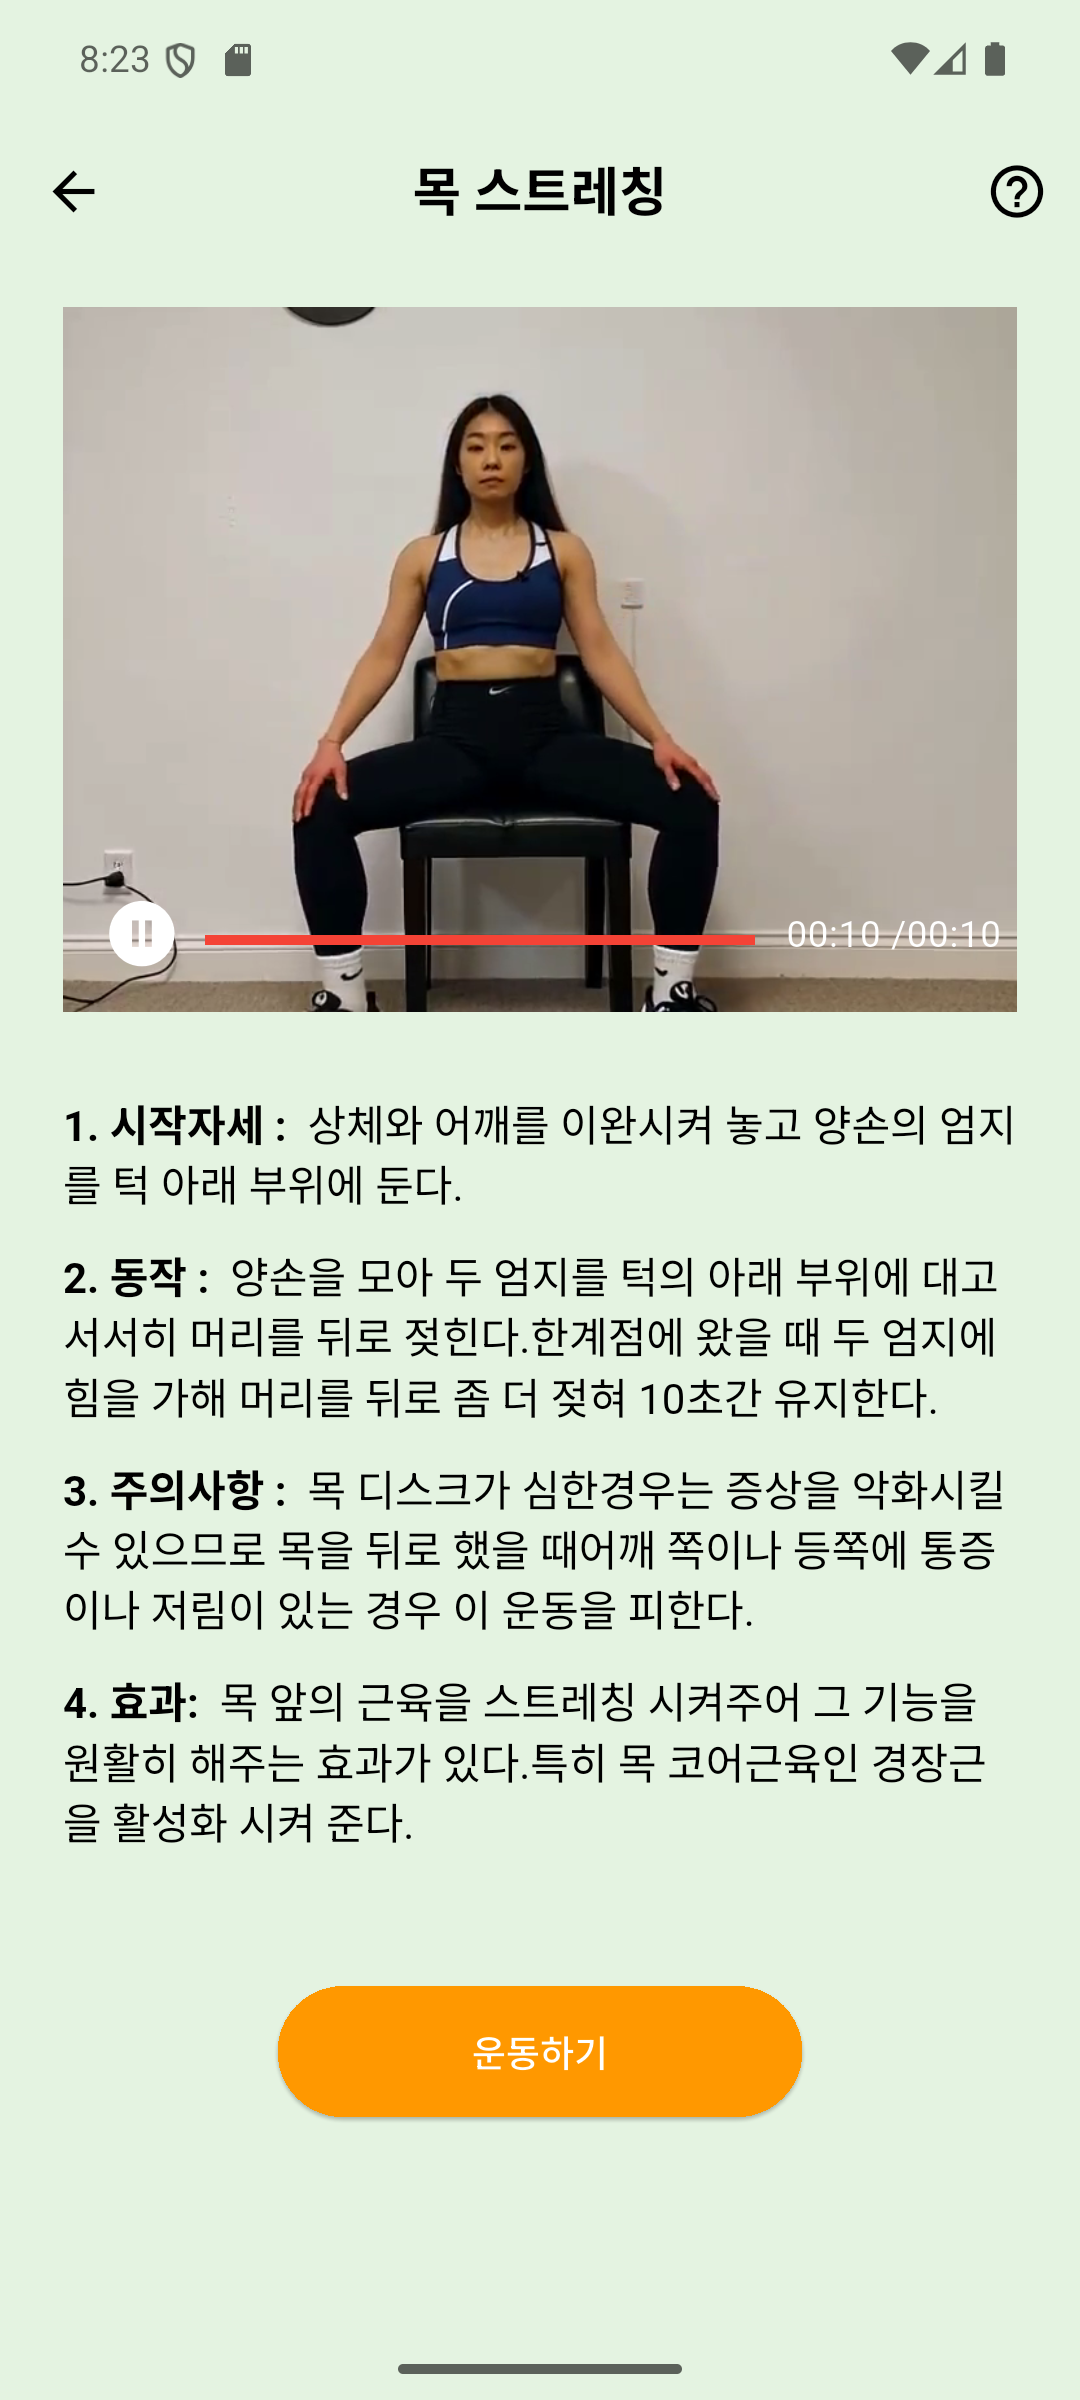 8:23
목 스트레칭
00:10 /00:10
1. 시작자세 : 상체와 어깨를 이완시켜 놓고 양손의 엄지
를 턱 아래 부위에 둔다.
2. 동작 : 양손을 모아 두 엄지를 턱의 아래 부위에 대고
서서히 머리를 뒤로 젖힌다.한계점에 왔을 때 두 엄지에
힘을 가해 머리를 뒤로 좀 더 젖혀 10초간 유지한다.
3. 주의사항 : 목 디스크가 심한경우는 증상을 악화시킬
수 있으므로 목을 뒤로 했을 때어깨 쪽이나 등쪽에 통증
이나 저림이 있는 경우 이 운동을 피한다.
4. 효과: 목 앞의 근육을 스트레칭 시켜주어 그 기능을
원활히 해주는 효과가 있다.특히 목 코어근육인 경장근
을 활성화 시켜 준다.
운동하기